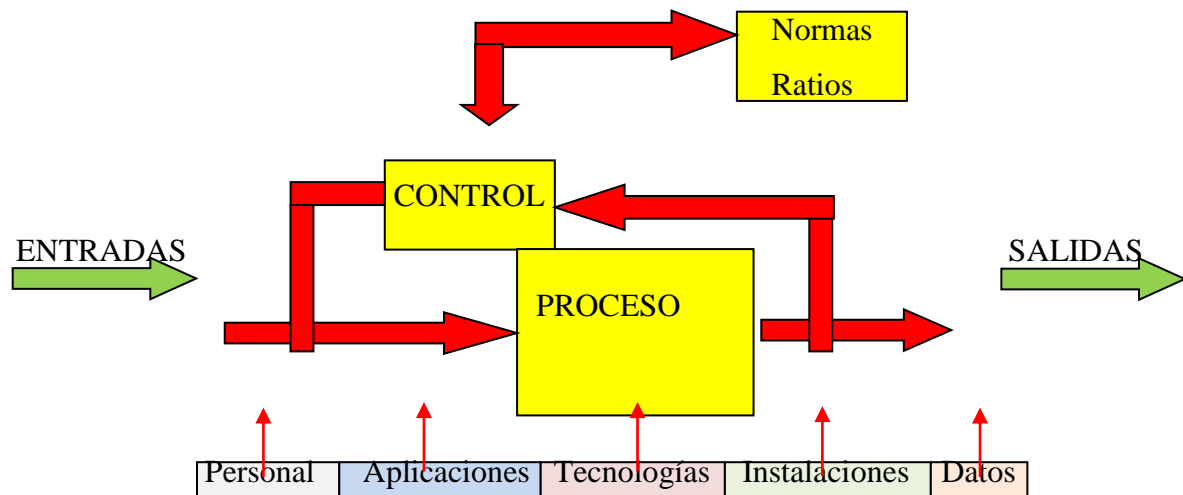 Normas
Ratios
CONTROL
ENTRADAS
SALIDAS
PROCESO
Personal Aplicaciones Tecnologías Instalaciones Datos